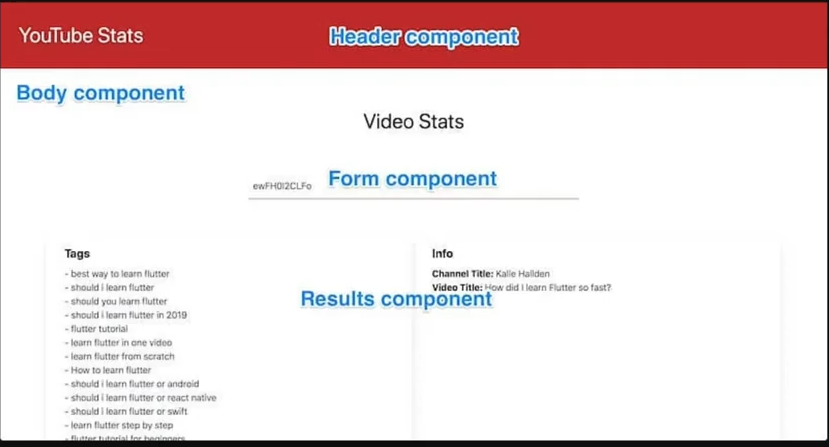 YouTube Stats
Header component
Body component
Video Stats
ewFH0I2CLFo
Form component
Tags
- best way to learn flutter
- should i learn flutter
- should you learn flutter
- should i learn flutter in 2019
- flutter tutorial
- learn flutter in one video
- learn flutter from scratch
- How to learn flutter
- should i learn flutter or android
- should i learn flutter or react native
- should i learn flutter or swift
- learn flutter step by step
- flutter tutorial for beginners
Info
Channel Title: Kalle Hallden
Video Title: How did I learn Flutter so fast?
Results component